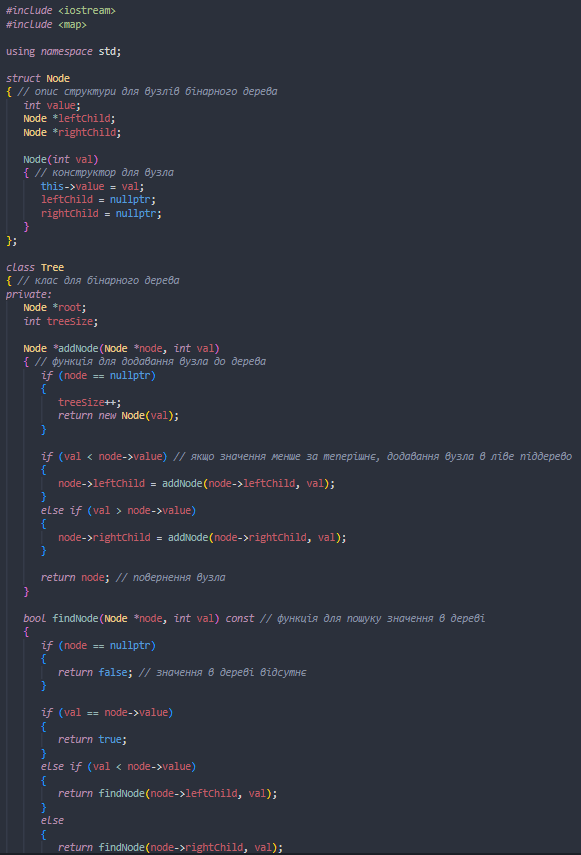 #include <iostream>
#include <map>

using namespace std;

struct Node
{ // опис структури для вузлів бінарного дерева
   int value;
   Node *leftChild;
   Node *rightChild;

   Node(int val)
   { // конструктор для вузла
      this->value = val;
      leftChild = nullptr;
      rightChild = nullptr;
   }
};

class Tree
{ // клас для бінарного дерева
private:
   Node *root;
   int treeSize;

   Node *addNode(Node *node, int val)
   { // функція для додавання вузла до дерева
      if (node == nullptr)
      {
         treeSize++;
         return new Node(val);
      }

      if (val < node->value) // якщо значення менше за теперішнє, додавання вузла в ліве піддерево
      {
         node->leftChild = addNode(node->leftChild, val);
      }
      else if (val > node->value)
      {
         node->rightChild = addNode(node->rightChild, val);
      }

      return node; // повернення вузла
   }

   bool findNode(Node *node, int val) const // функція для пошуку значення в дереві
   {
      if (node == nullptr)
      {
         return false; // значення в дереві відсутнє
      }

      if (val == node->value)
      {
         return true;
      }
      else if (val < node->value)
      {
         return findNode(node->leftChild, val);
      }
      else
      {
         return findNode(node->rightChild, val);